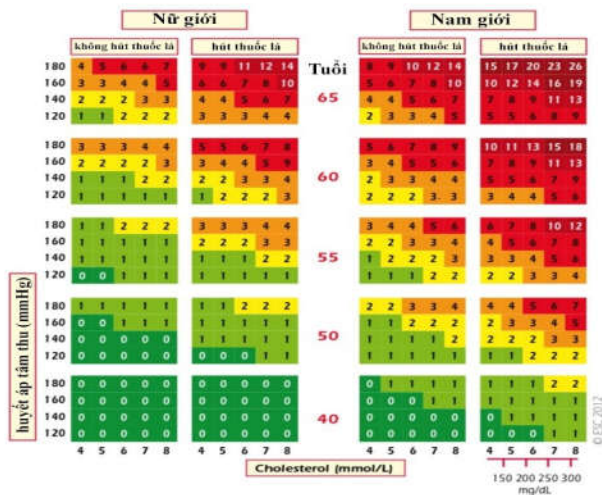 Nữ giới
Nam giới
không hút thuốc lá
hút thuốc lá
Tuổi
không hút thuốc lá
hút thuốc lá
huyết áp tâm thu (mmHg)
180 4 5 6 6 7 9 9 11 12 14 8 9 10 12 14 15 17 20 23 26
160 3 3 4 4 5 6 6 7 8 10 5 6 7 8 10 10 12 14 16 19
65
140 2 2 2 3 3 4 4 5 6 7 4 4 5 6 7 7 8 9 11 13
120 1 1 2 2 2 3 3 3 4 4 2 3 3 4 5 5 5 6 8 9
180 3 3 3 4 4 5 5 6 7 8 5 6 7 8 9 10 11 13 15 18
160 2 2 2 2 3 3 4 4 5 3 4 5 5 6 7 8 9 11 13
60
140 1 1 1 2 2 2 2 3 3 4 2 3 3 4 4 5 5 6 7 9
120 1 1 1 1 1 1 2 2 3 2 2 2 3 3 3 4 4 5 6
180 1 1 2 2 2 3 3 3 4 4 3 4 4 5 6 6 7 8 10 12
160 1 1 1 1 1 2 2 2 3 3 2 2 3 3 4 4 5 6 7 8
55
140 1 1 1 1 1 1 1 1 2 2 1 2 2 2 3 3 3 4 5 6
120 0 0 1 1 1 1 1 1 1 1 1 1 1 2 2 2 2 3 3 4
180 1 1 1 1 1 1 1 2 2 2 2 2 3 3 4 4 4 5 6 7
160 0 0 1 1 1 1 1 1 1 1 1 1 2 2 2 2 3 3 4 5
50
140 0 0 0 0 0 1 1 1 1 1 1 1 1 1 2 2 2 2 3 3
120 0 0 0 0 0 0 0 0 1 1 1 1 1 1 1 1 1 2 2 2
180 0 0 0 0 0 0 0 0 0 0 0 1 1 1 1 1 1 1 2 2
160 0 0 0 0 0 0 0 0 0 0 0 0 0 1 1 1 1 1 1 1
40
140 0 0 0 0 0 0 0 0 0 0 0 0 0 0 0 0 1 1 1 1
120 0 0 0 0 0 0 0 0 0 0 0 0 0 0 0 0 0 0 1 1
4 5 6 7 8 4 5 6 7 8 4 5 6 7 8 4 5 6 7 8
Cholesterol (mmol/L)
150 200 250 300
mg/dL
© ESC 2012